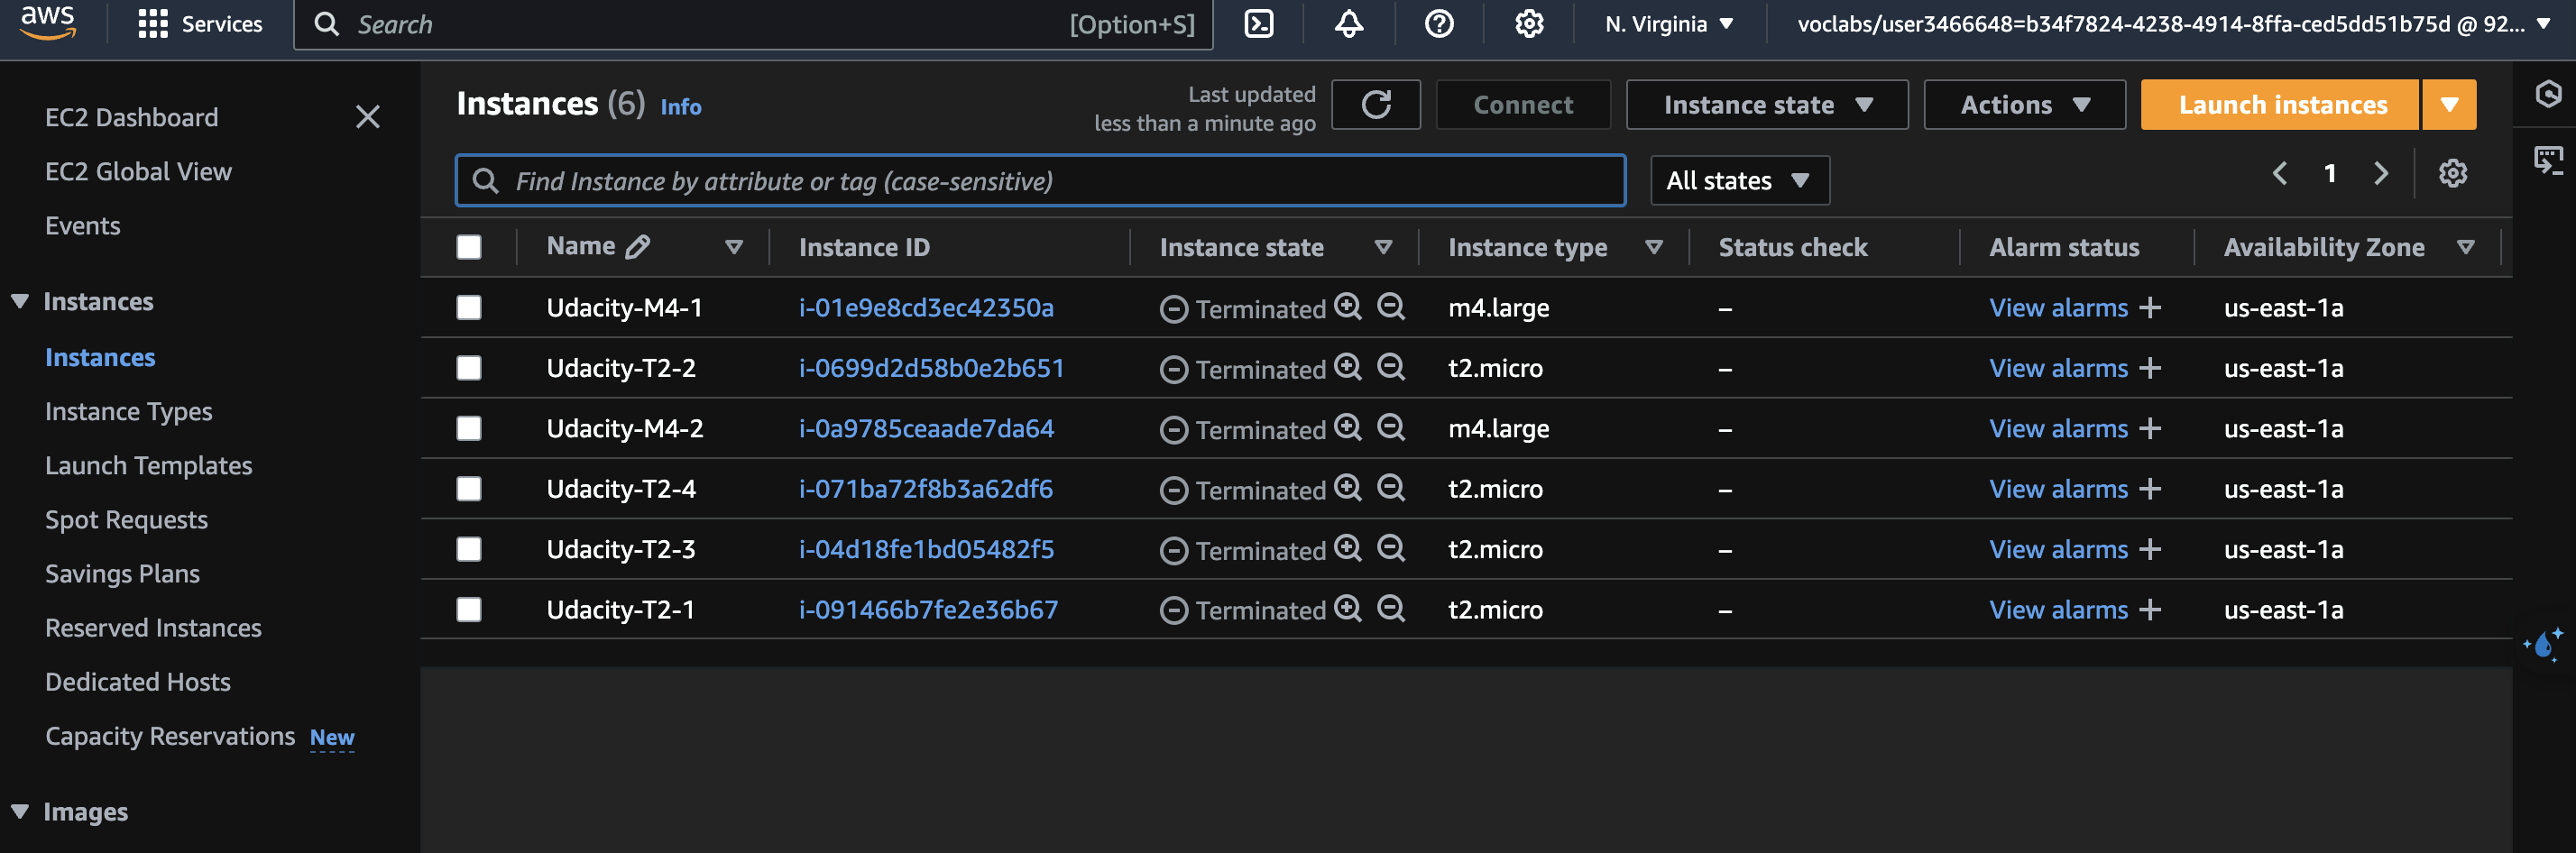 aws
Services
Search
[Option+S]
N. Virginia
voclabs/user3466648=b34f7824-4238-4914-8ffa-ced5dd51b75d @ 92...
EC2 Dashboard
EC2 Global View
Events
Instances
Instances
Instance Types
Launch Templates
Spot Requests
Savings Plans
Reserved Instances
Dedicated Hosts
Capacity Reservations New
Images
Instances (6) Info
Last updated
less than a minute ago
Connect
Instance state
Actions
Launch instances
Find Instance by attribute or tag (case-sensitive)
All states
1
Name Instance ID Instance state Instance type Status check Alarm status Availability Zone
Udacity-M4-1 i-01e9e8cd3ec42350a Terminated m4.large – View alarms + us-east-1a
Udacity-T2-2 i-0699d2d58b0e2b651 Terminated t2.micro – View alarms + us-east-1a
Udacity-M4-2 i-0a9785ceaade7da64 Terminated m4.large – View alarms + us-east-1a
Udacity-T2-4 i-071ba72f8b3a62df6 Terminated t2.micro – View alarms + us-east-1a
Udacity-T2-3 i-04d18fe1bd05482f5 Terminated t2.micro – View alarms + us-east-1a
Udacity-T2-1 i-091466b7fe2e36b67 Terminated t2.micro – View alarms + us-east-1a